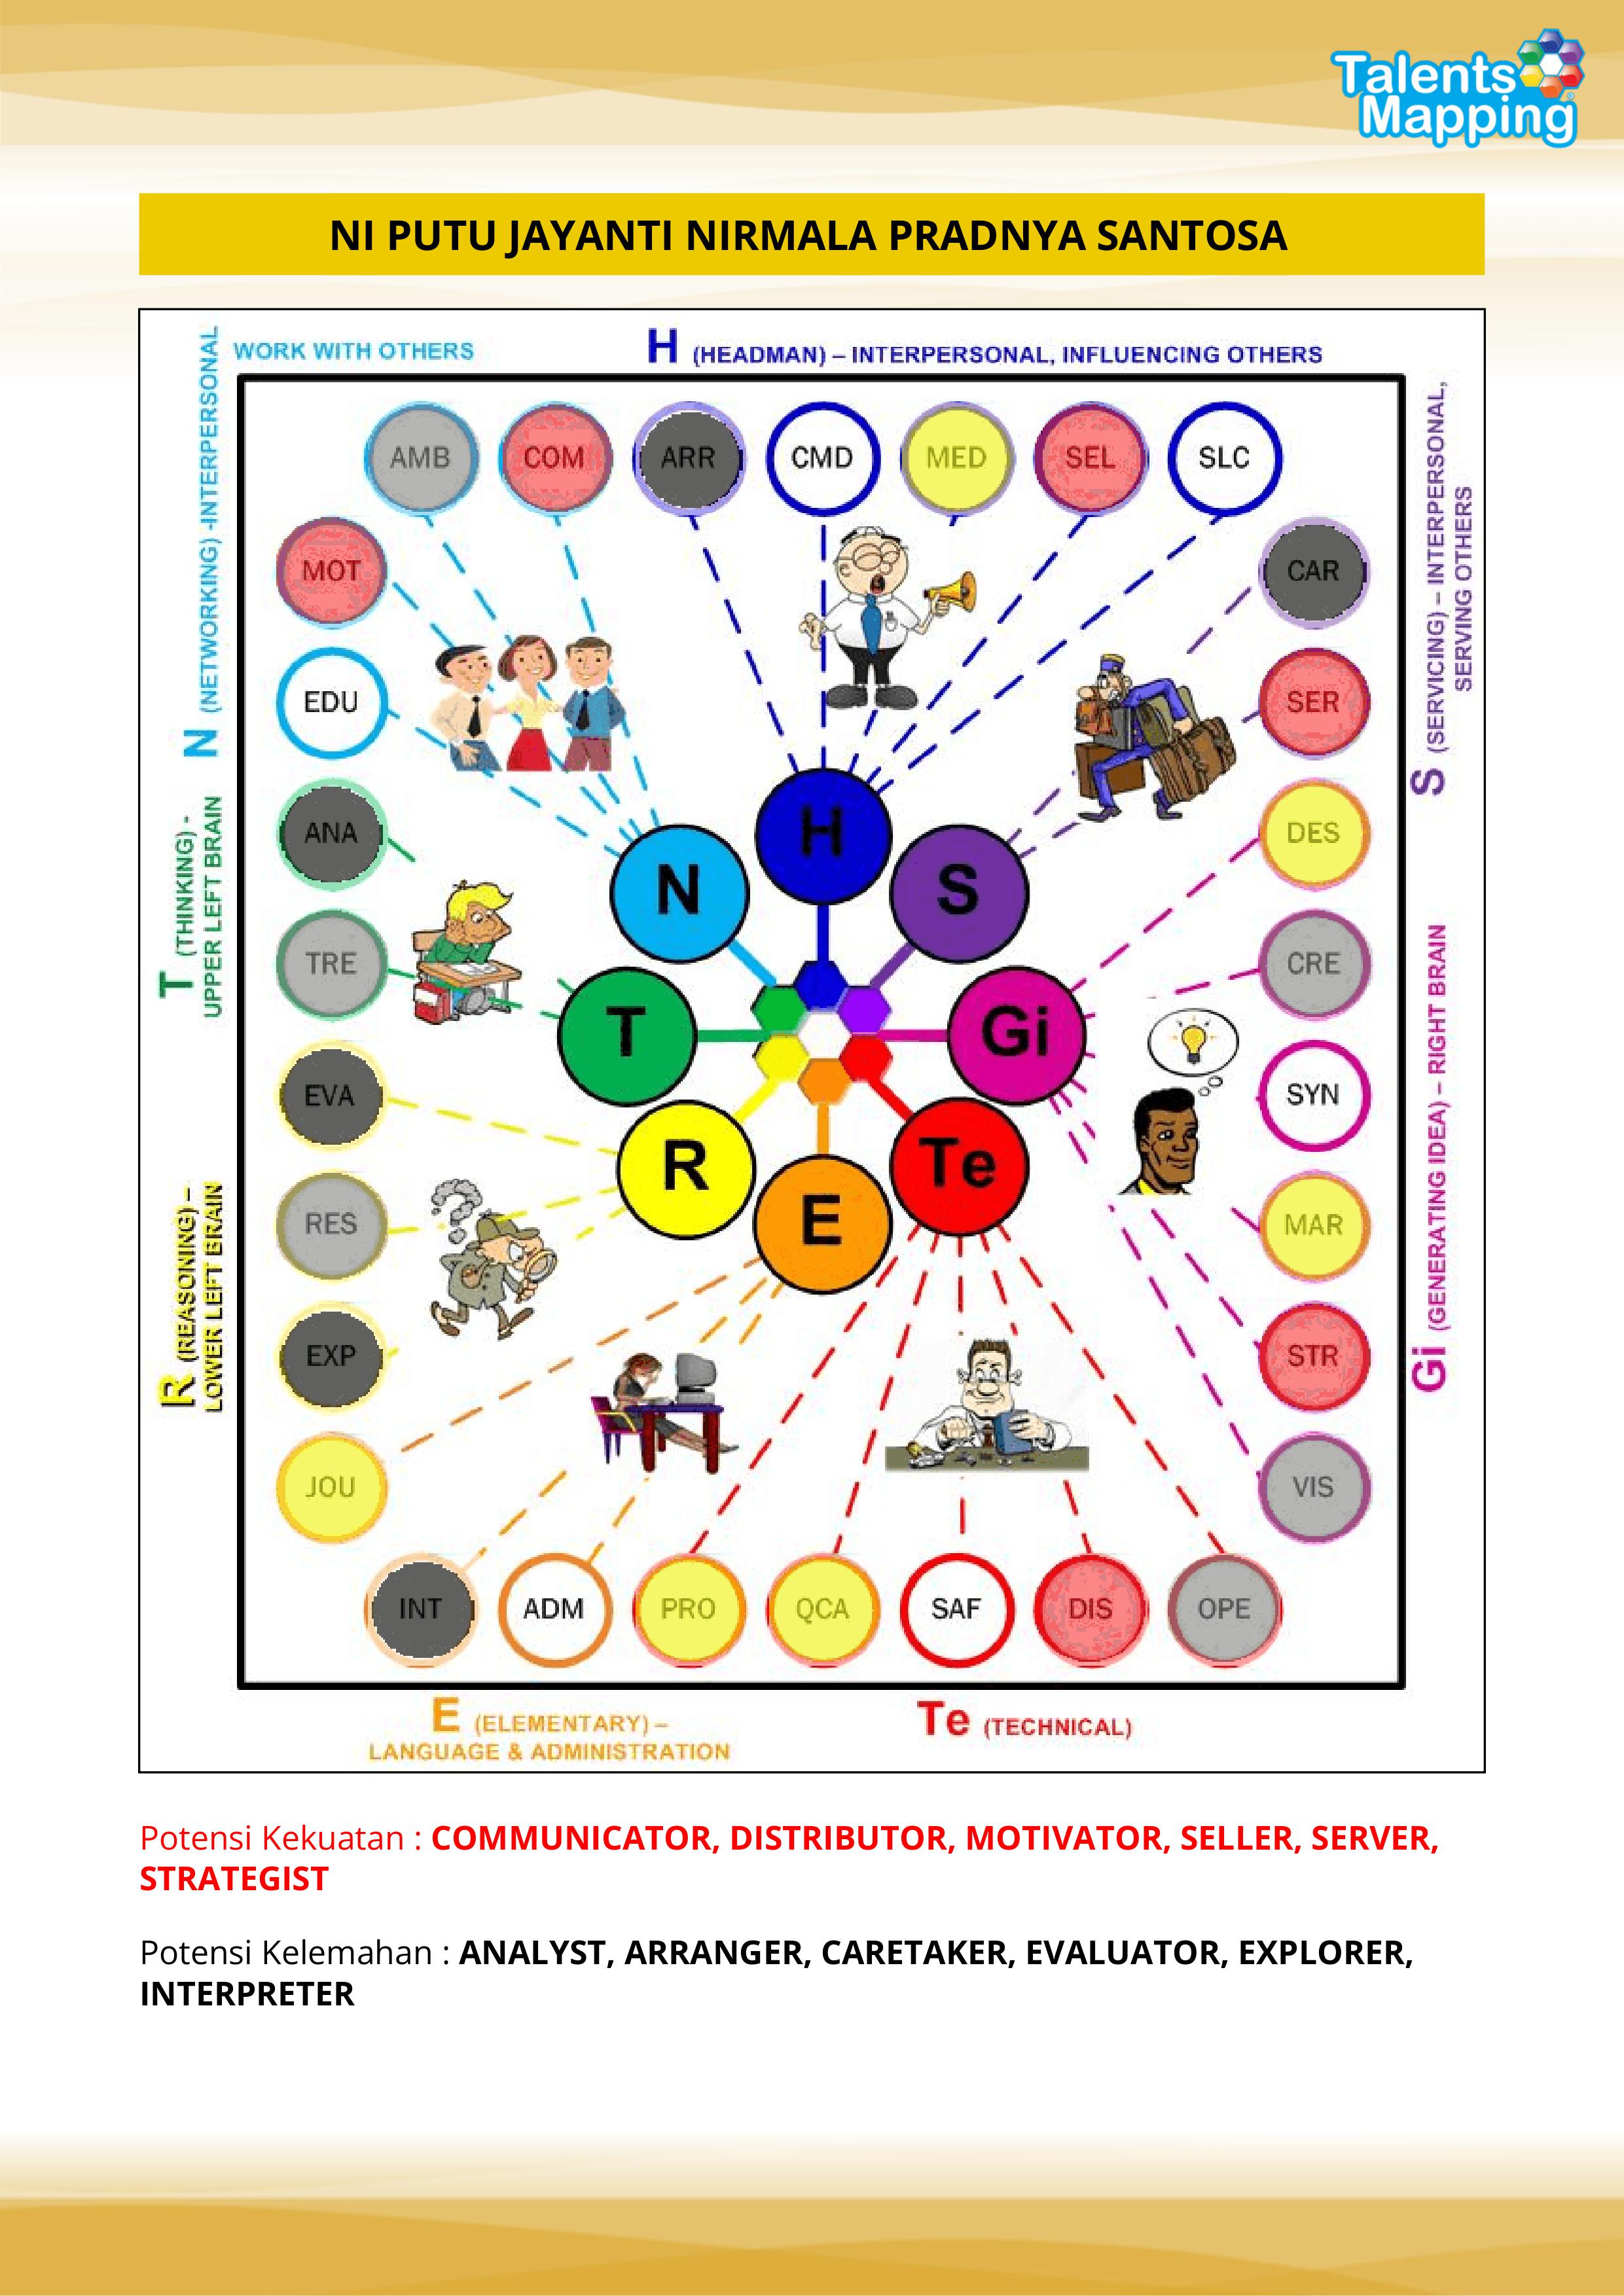 Talents
Mapping
NI PUTU JAYANTI NIRMALA PRADNYA SANTOSA
WORK WITH OTHERS
H (HEADMAN) – INTERPERSONAL, INFLUENCING OTHERS
N (NETWORKING) -INTERPERSONAL
S (SERVICING) – INTERPERSONAL,
SERVING OTHERS
AMB
COM
ARR
CMD
MED
SEL
SLC
MOT
CAR
EDU
SER
ANA
DES
T (THINKING) -
UPPER LEFT BRAIN
TRE
CRE
EVA
SYN
RES
MAR
EXP
STR
JOU
VIS
N
H
S
T
Gi
R
E
Te
R (REASONING) –
LOWER LEFT BRAIN
Gi (GENERATING IDEA) – RIGHT BRAIN
INT
ADM
PRO
QCA
SAF
DIS
OPE
E (ELEMENTARY) –
LANGUAGE & ADMINISTRATION
Te (TECHNICAL)
Potensi Kekuatan : COMMUNICATOR, DISTRIBUTOR, MOTIVATOR, SELLER, SERVER,
STRATEGIST
Potensi Kelemahan : ANALYST, ARRANGER, CARETAKER, EVALUATOR, EXPLORER,
INTERPRETER